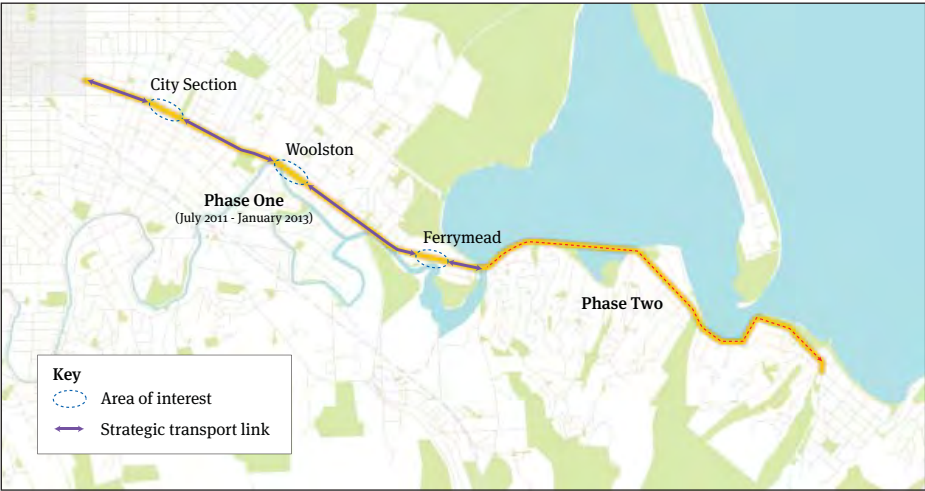 City Section
Woolston
Phase One
(July 2011 - January 2013)
Ferrymead
Phase Two
Key
Area of interest
Strategic transport link